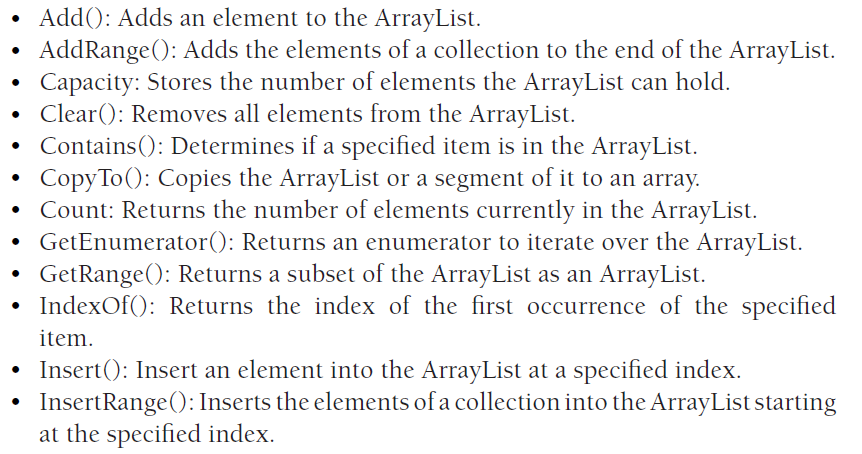 • Add(): Adds an element to the ArrayList.
• AddRange(): Adds the elements of a collection to the end of the ArrayList.
• Capacity: Stores the number of elements the ArrayList can hold.
• Clear(): Removes all elements from the ArrayList.
• Contains(): Determines if a specified item is in the ArrayList.
• CopyTo(): Copies the ArrayList or a segment of it to an array.
• Count: Returns the number of elements currently in the ArrayList.
• GetEnumerator(): Returns an enumerator to iterate over the ArrayList.
• GetRange(): Returns a subset of the ArrayList as an ArrayList.
• IndexOf(): Returns the index of the first occurrence of the specified
item.
• Insert(): Insert an element into the ArrayList at a specified index.
• InsertRange(): Inserts the elements of a collection into the ArrayList starting
at the specified index.